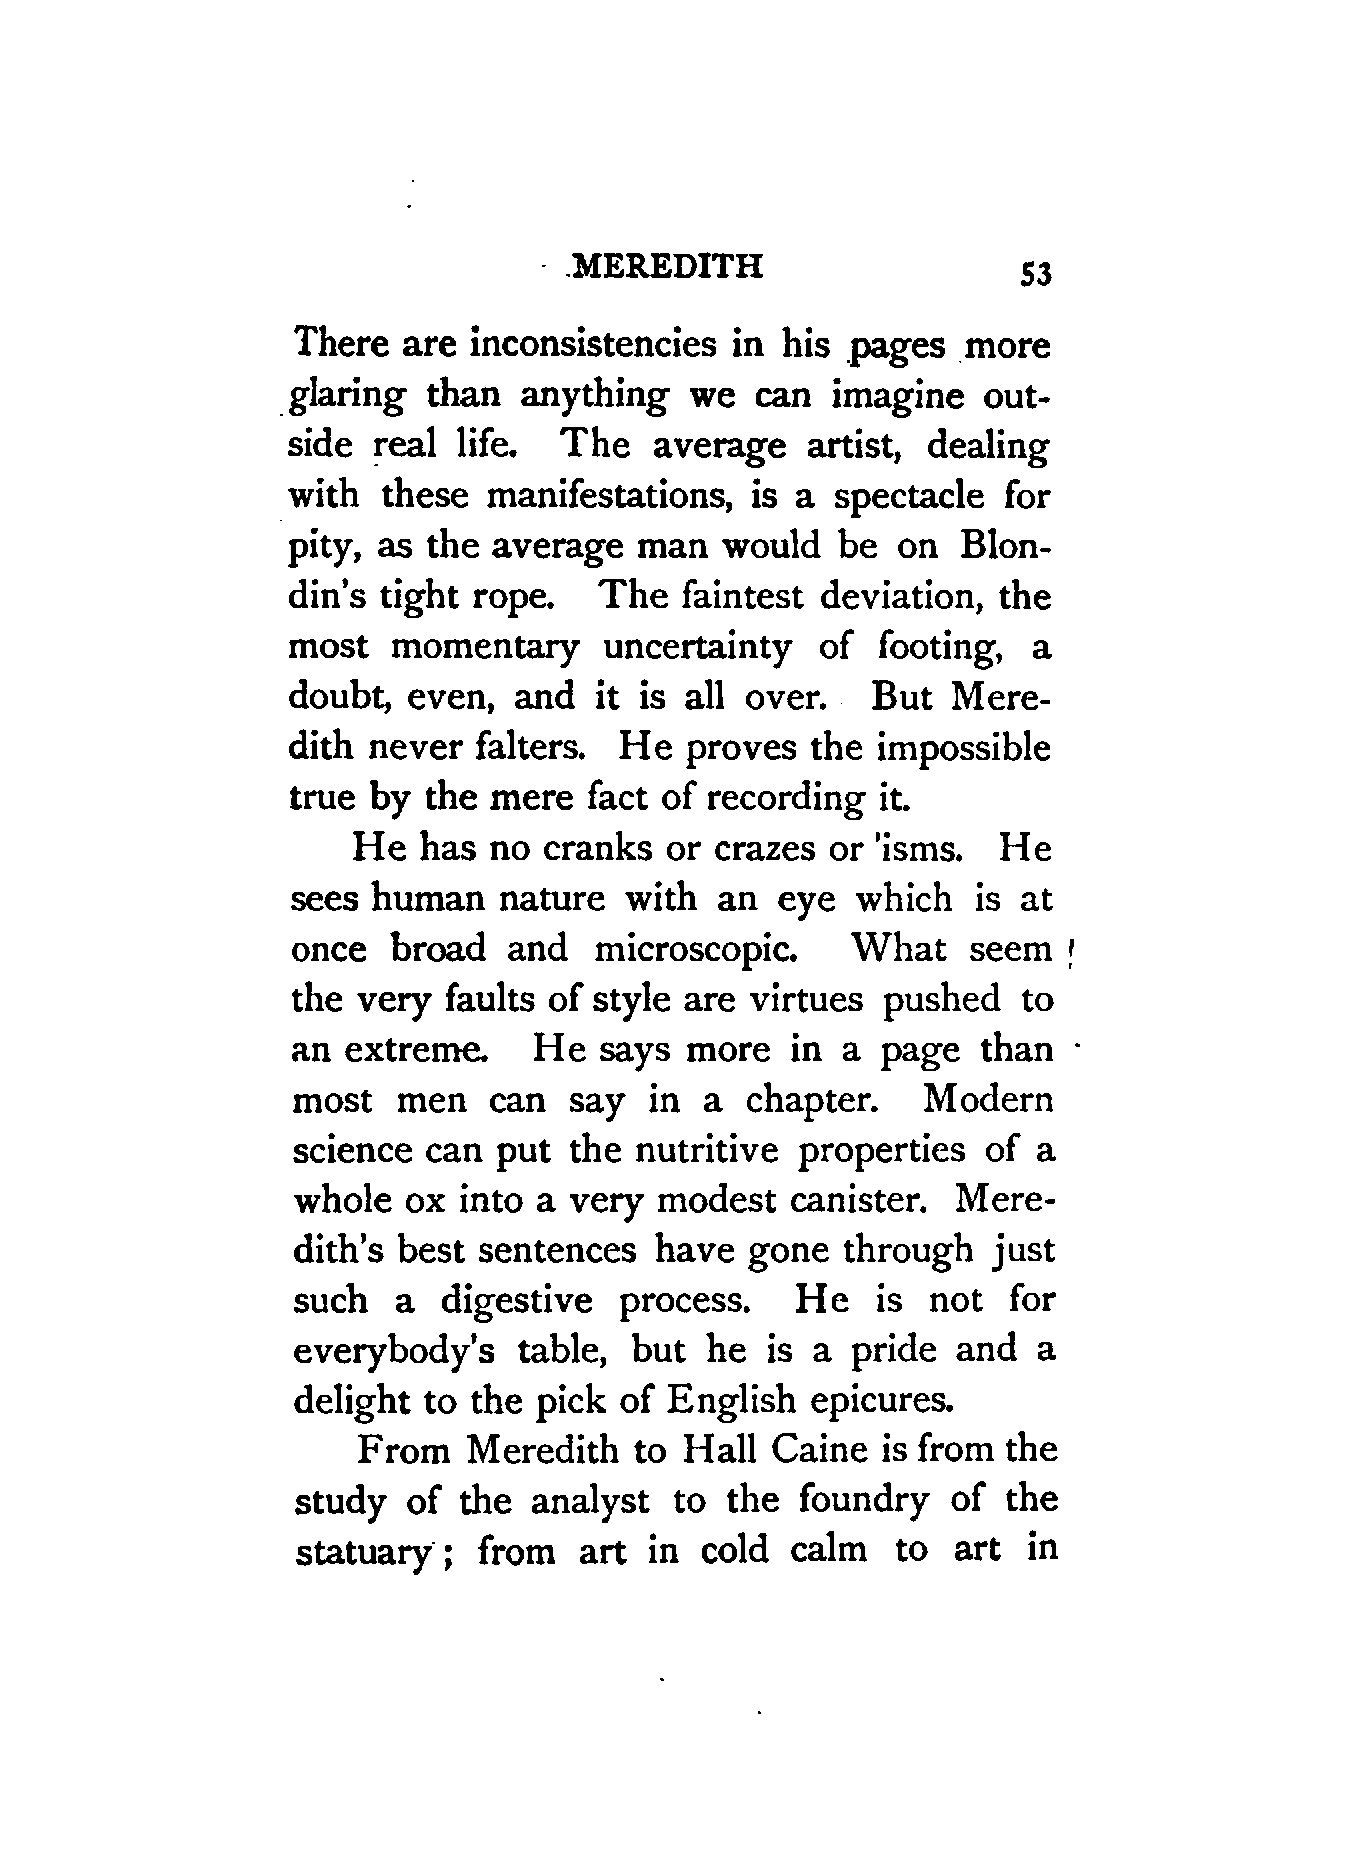 MEREDITH 53
There are inconsistencies in his pages more
glaring than anything we can imagine out-
side real life. The average artist, dealing
with these manifestations, is a spectacle for
pity, as the average man would be on Blon-
din's tight rope. The faintest deviation, the
most momentary uncertainty of footing, a
doubt, even, and it is all over. But Mere-
dith never falters. He proves the impossible
true by the mere fact of recording it.
He has no cranks or crazes or 'isms. He
sees human nature with an eye which is at
once broad and microscopic. What seem
the very faults of style are virtues pushed to
an extreme. He says more in a page than
most men can say in a chapter. Modern
science can put the nutritive properties of a
whole ox into a very modest canister. Mere-
dith's best sentences have gone through just
such a digestive process. He is not for
everybody's table, but he is a pride and a
delight to the pick of English epicures.
From Meredith to Hall Caine is from the
study of the analyst to the foundry of the
statuary; from art in cold calm to art in